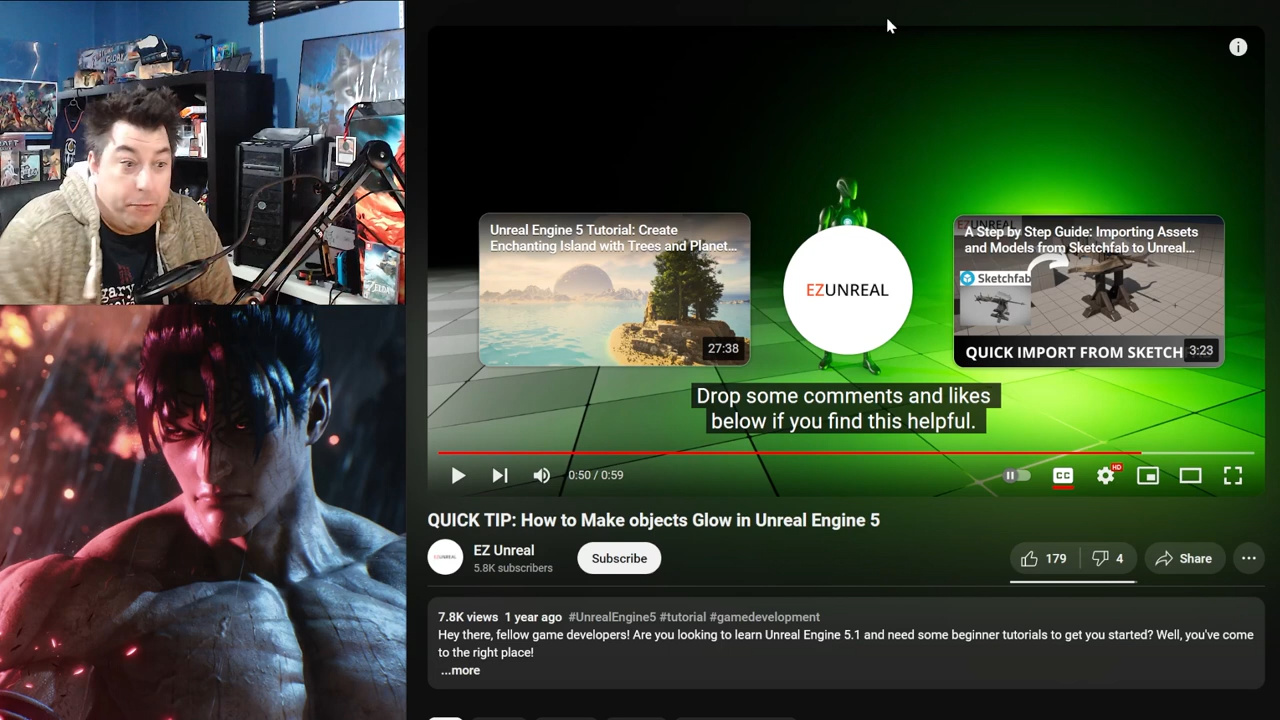 Unreal Engine 5 Tutorial: Create
Enchanting Island with Trees and Planet...
27:38
EZUNREAL
EZUNREAL
A Step by Step Guide: Importing Assets
and Models from Sketchfab to Unreal...
Sketchfab
QUICK IMPORT FROM SKETCH
3:23
Drop some comments and likes
below if you find this helpful.
0:50 / 0:59
CC
HD
QUICK TIP: How to Make objects Glow in Unreal Engine 5
EZ Unreal
5.8K subscribers
Subscribe
179
4
Share
7.8K views 1 year ago #UnrealEngine5 #tutorial #gamedevelopment
Hey there, fellow game developers! Are you looking to learn Unreal Engine 5.1 and need some beginner tutorials to get you started? Well, you've come
to the right place!
...more
ZELDA